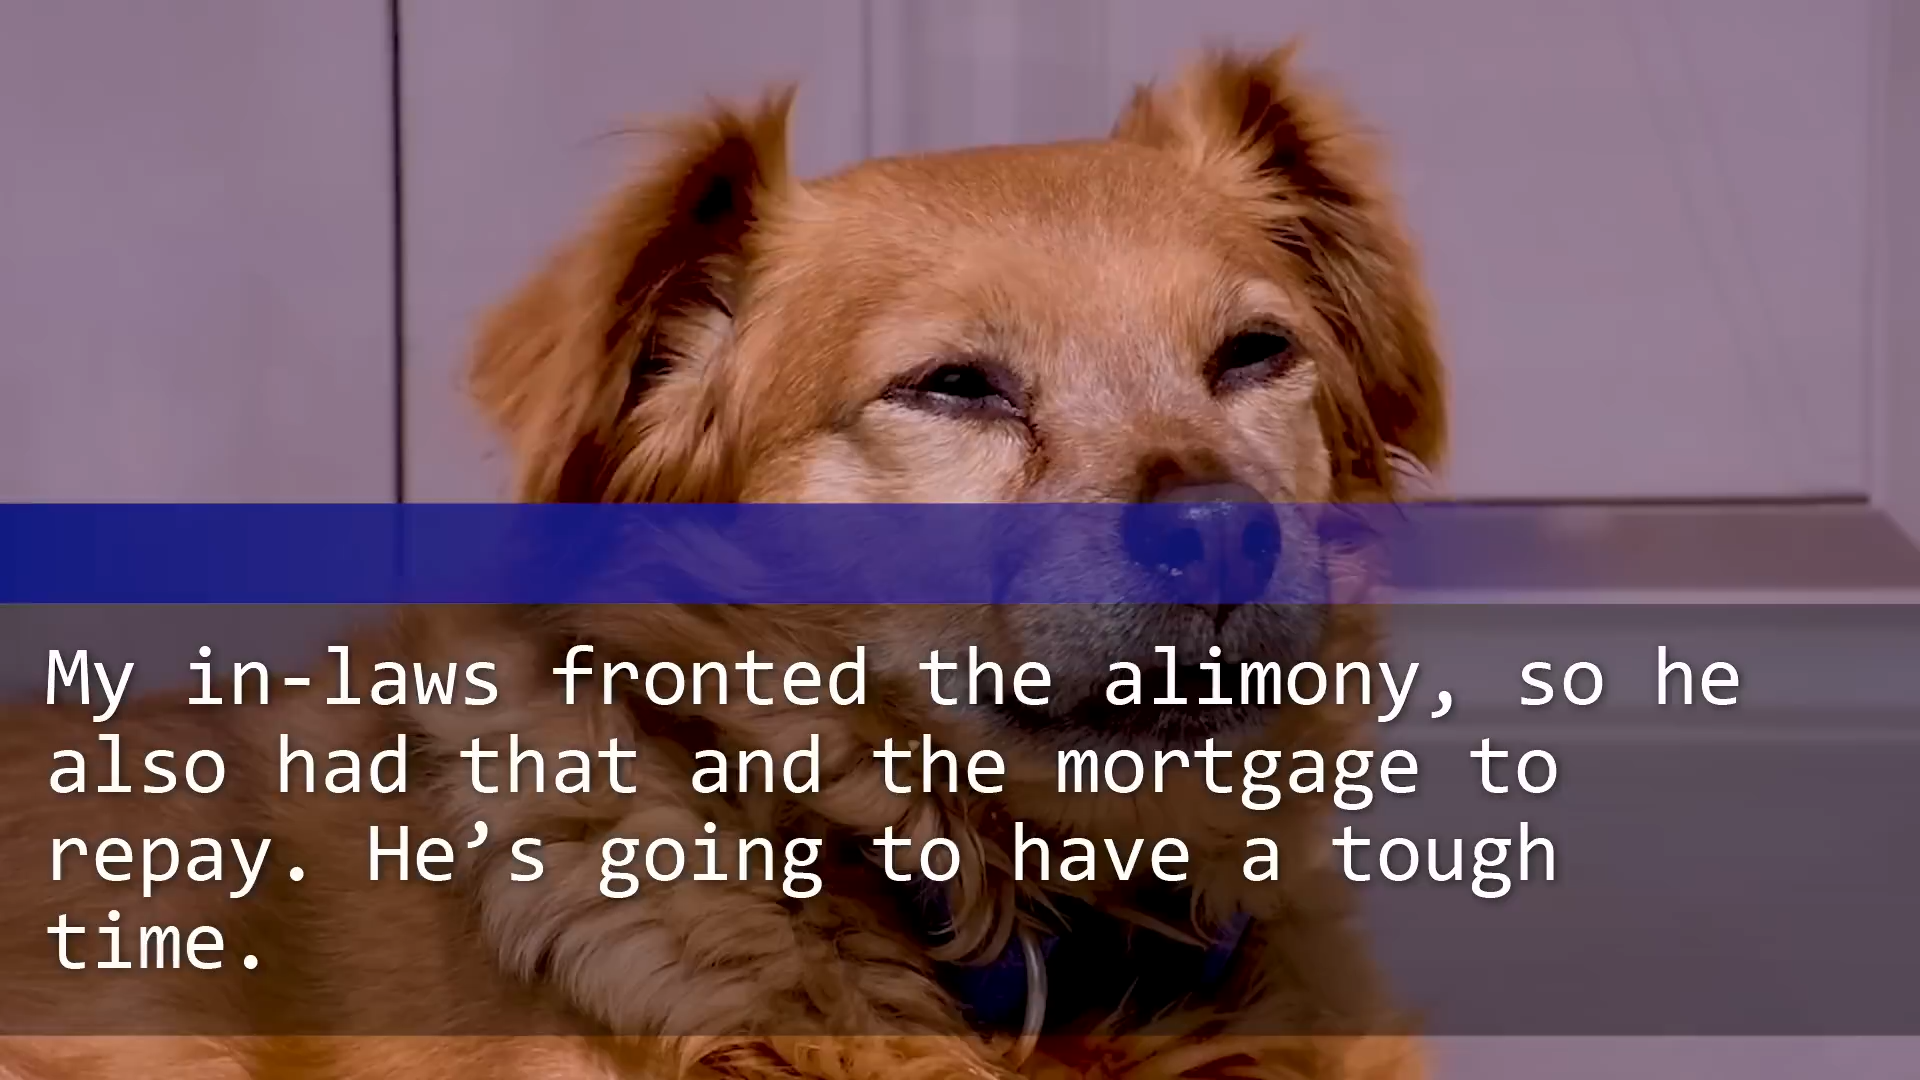 My in-laws fronted the alimony, so he
also had that and the mortgage to
repay. He’s going to have a tough
time.